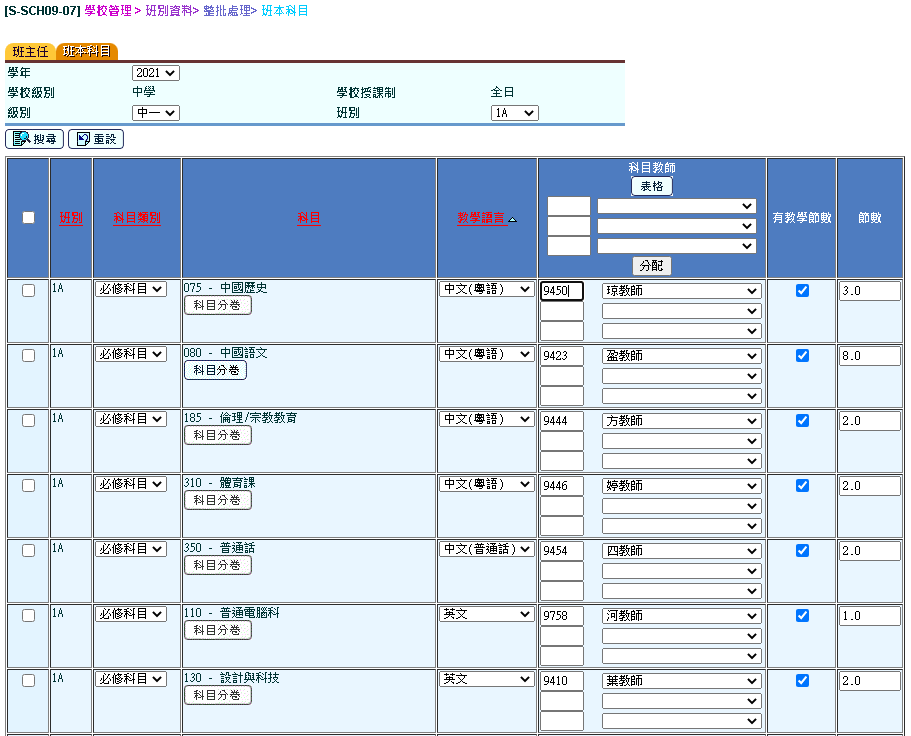 [S-SCH09-07] 學校管理> 班別資料> 整批處理> 班本科目
班主任 班本科目
學年 2021
學校級別 中學 學校授課制 全日
級別 中一 班別 1A
搜尋 重設
班別 科目類別 科目 教學語言 科目教師 有教學節數 節數
表格
分配
1A 必修科目 075 - 中國歷史 中文(粵語) 9450 琼教師 3.0
科目分卷
1A 必修科目 080 - 中國語文 中文(粵語) 9423 盈教師 8.0
科目分卷
1A 必修科目 185 - 倫理/宗教教育 中文(粵語) 9444 方教師 2.0
科目分卷
1A 必修科目 310 - 體育課 中文(粵語) 9446 婷教師 2.0
科目分卷
1A 必修科目 350 - 普通話 中文(普通話) 9454 四教師 2.0
科目分卷
1A 必修科目 110 - 普通電腦科 英文 9758 河教師 1.0
科目分卷
1A 必修科目 130 - 設計與科技 英文 9410 葉教師 2.0
科目分卷